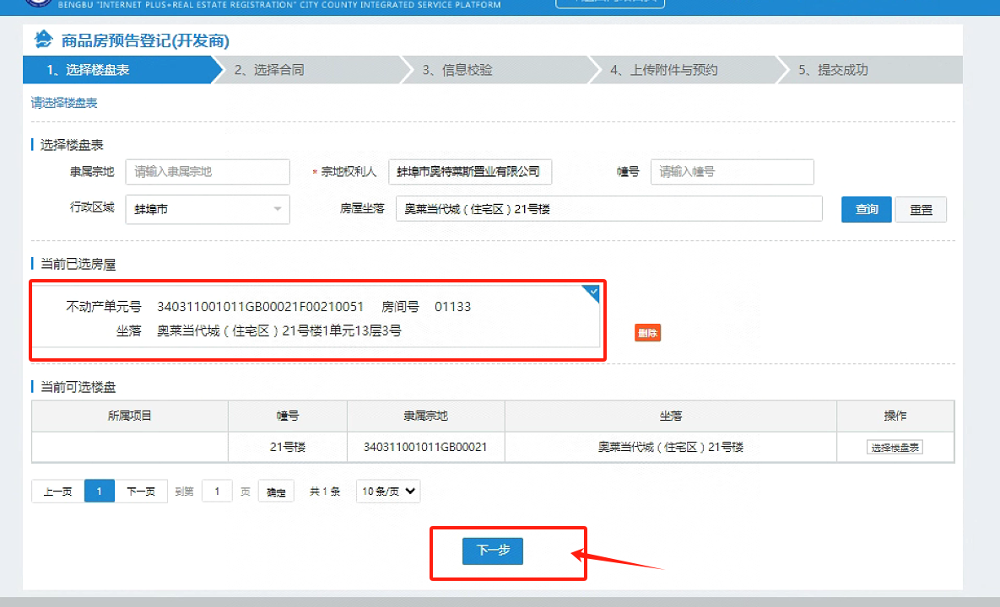 BENGBU "INTERNET PLUS+REAL ESTATE REGISTRATION" CITY COUNTY INTEGRATED SERVICE PLATFORM
商品房预告登记(开发商)
1、选择楼盘表 2、选择合同 3、信息校验 4、上传附件与预约 5、提交成功
请选择楼盘表
选择楼盘表
隶属宗地 请输入隶属宗地 * 宗地权利人 蚌埠市奥特莱斯置业有限公司 幢号 请输入幢号
行政区域 蚌埠市 房屋坐落 奥莱当代城（住宅区）21号楼 查询 重置
当前已选房屋
不动产单元号 340311001011GB00021F00210051 房间号 01133
坐落 奥莱当代城（住宅区）21号楼1单元13层3号
删除
当前可选楼盘
所属项目 幢号 隶属宗地 坐落 操作
21号楼 340311001011GB00021 奥莱当代城（住宅区）21号楼 选择楼盘表
上一页 1 下一页 到第 1 页 确定 共 1 条 10 条/页
下一步